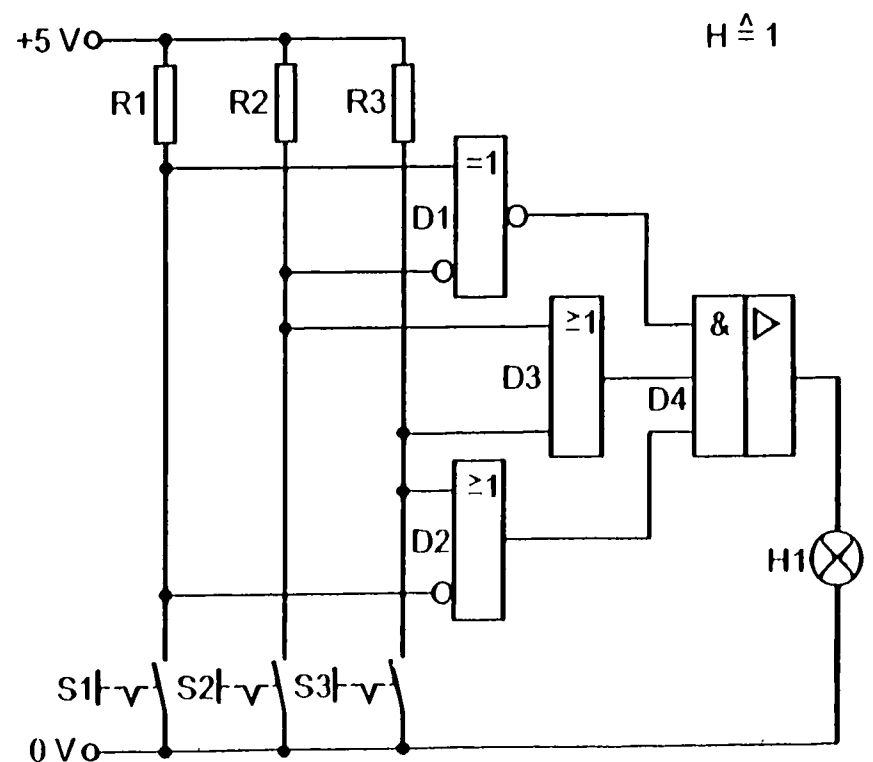 +5 V
H ≙ 1
R1
R2
R3
=1
D1
≥1
&
▷
D3
D4
≥1
D2
H1
S1
S2
S3
0 V